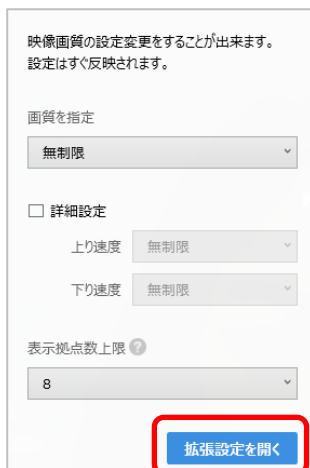 映像画質の設定変更をすることが出来ます。
設定はすぐ反映されます。
画質を指定
無制限
詳細設定
上り速度 無制限
下り速度 無制限
表示拠点数上限 ?
8
拡張設定を開く